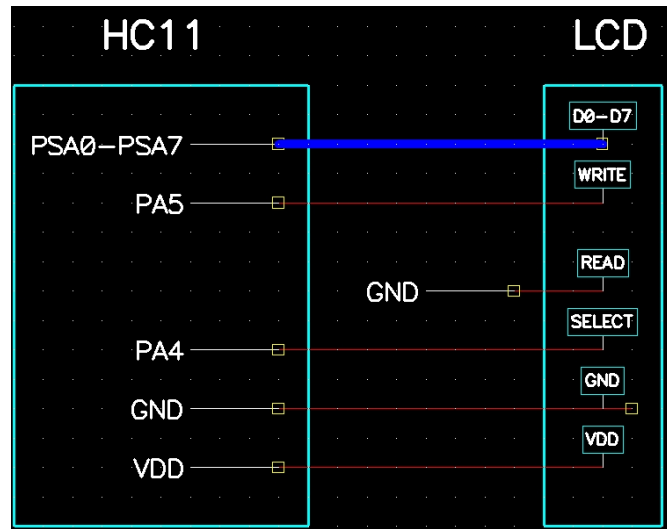 HC11 LCD
D0-D7
PSA0-PSA7
WRITE
PA5
READ
GND
SELECT
PA4
GND
GND
VDD
VDD